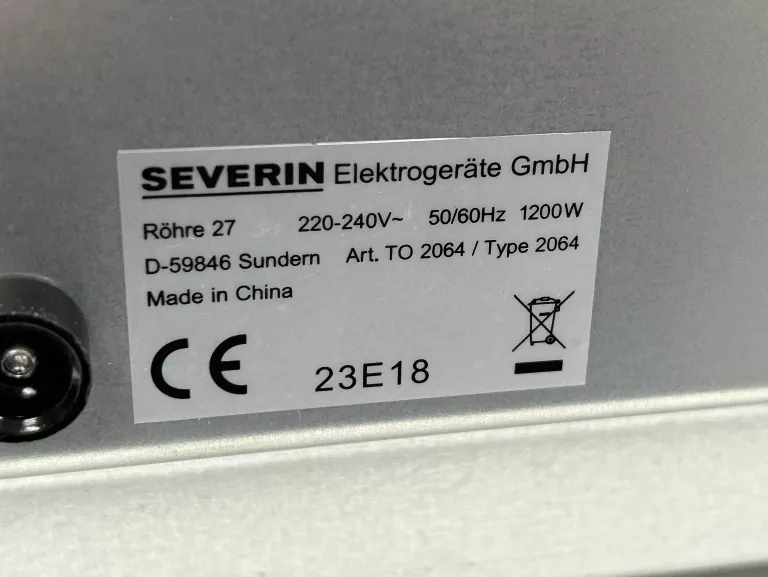 SEVERIN Elektrogeräte GmbH
Röhre 27 220-240V~ 50/60Hz 1200W
D-59846 Sundern Art. TO 2064 / Type 2064
Made in China
CE 23E18